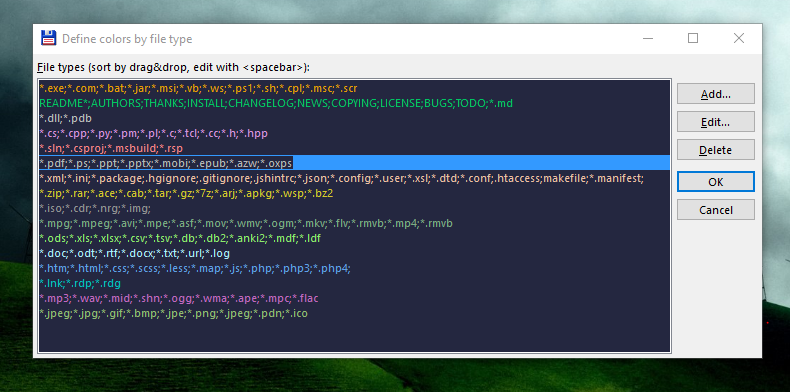 Define colors by file type
File types (sort by drag&drop, edit with <spacebar>):
*.exe;*.com;*.bat;*.jar;*.msi;*.vb;*.ws;*.ps1;*.sh;*.cpl;*.msc;*.scr
README*;AUTHORS;THANKS;INSTALL;CHANGELOG;NEWS;COPYING;LICENSE;BUGS;TODO;*.md
*.dll;*.pdb
*.cs;*.cpp;*.py;*.pm;*.pl;*.c;*.tcl;*.cc;*.h;*.hpp
*.sln;*.csproj;*.msbuild;*.rsp
*.pdf;*.ps;*.ppt;*.pptx;*.mobi;*.epub;*.azw;*.oxps
*.xml;*.ini;*.package;.hgignore;.gitignore;.jshintrc;*.json;*.config;*.user;*.xsl;*.dtd;*.conf;.htaccess;makefile;*.manifest;
*.zip;*.rar;*.ace;*.cab;*.tar;*.gz;*7z;*.arj;*.apkg;*.wsp;*.bz2
*.iso;*.cdr;*.nrg;*.img;
*.mpg;*.mpeg;*.avi;*.mpe;*.asf;*.mov;*.wmv;*.ogm;*.mkv;*.flv;*.rmvb;*.mp4;*.rmvb
*.ods;*.xls;*.xlsx;*.csv;*.tsv;*.db;*.db2;*.anki2;*.mdf;*.ldf
*.doc;*.odt;*.rtf;*.docx;*.txt;*.url;*.log
*.htm;*.html;*.css;*.scss;*.less;*.map;*.js;*.php;*.php3;*.php4;
*.lnk;*.rdp;*.rdg
*.mp3;*.wav;*.mid;*.shn;*.ogg;*.wma;*.ape;*.mpc;*.flac
*.jpeg;*.jpg;*.gif;*.bmp;*.jpe;*.png;*.jpeg;*.pdn;*.ico
Add...
Edit...
Delete
OK
Cancel